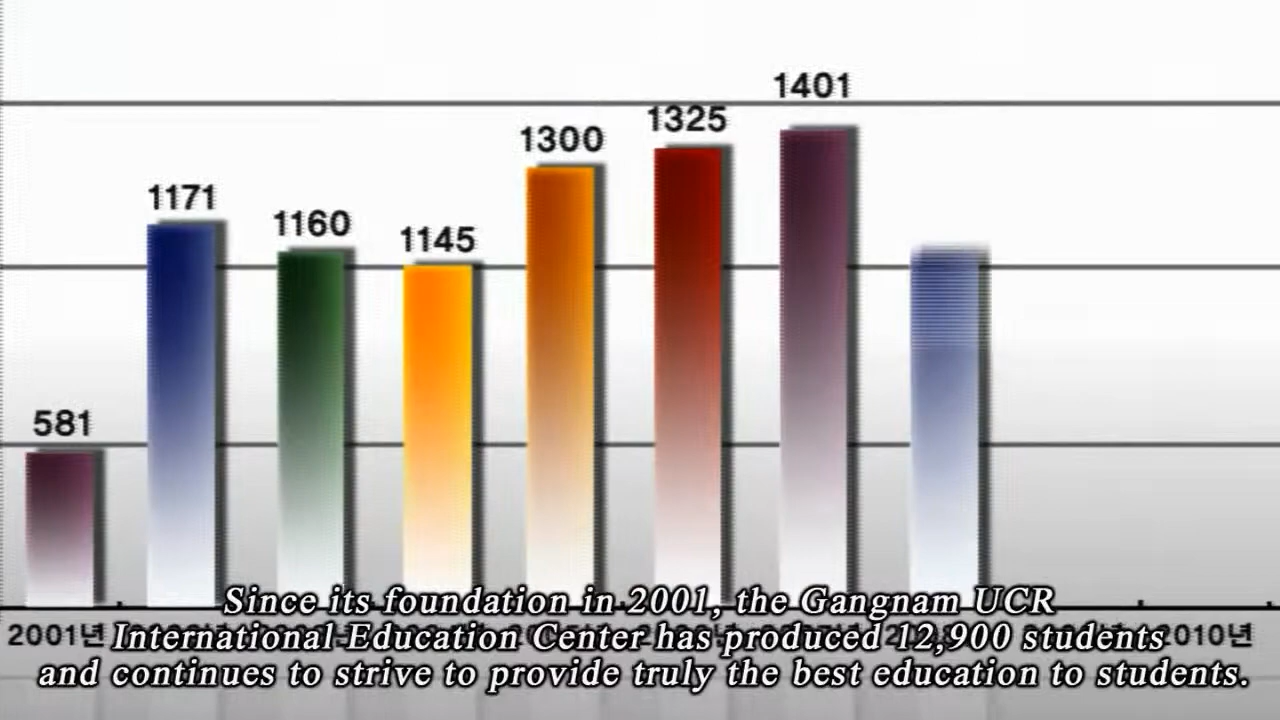 1401
1325
1300
1171
1160
1145
581
Since its foundation in 2001, the Gangnam UCR
2001년
2010년
International Education Center has produced 12,900 students
and continues to strive to provide truly the best education to students.